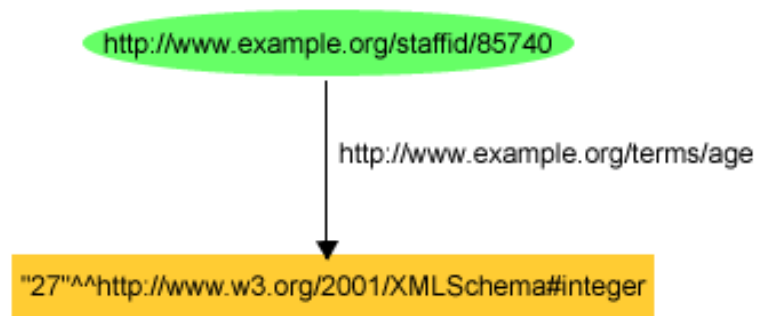 http://www.example.org/staffid/85740
http://www.example.org/terms/age
"27"^^http://www.w3.org/2001/XMLSchema#integer